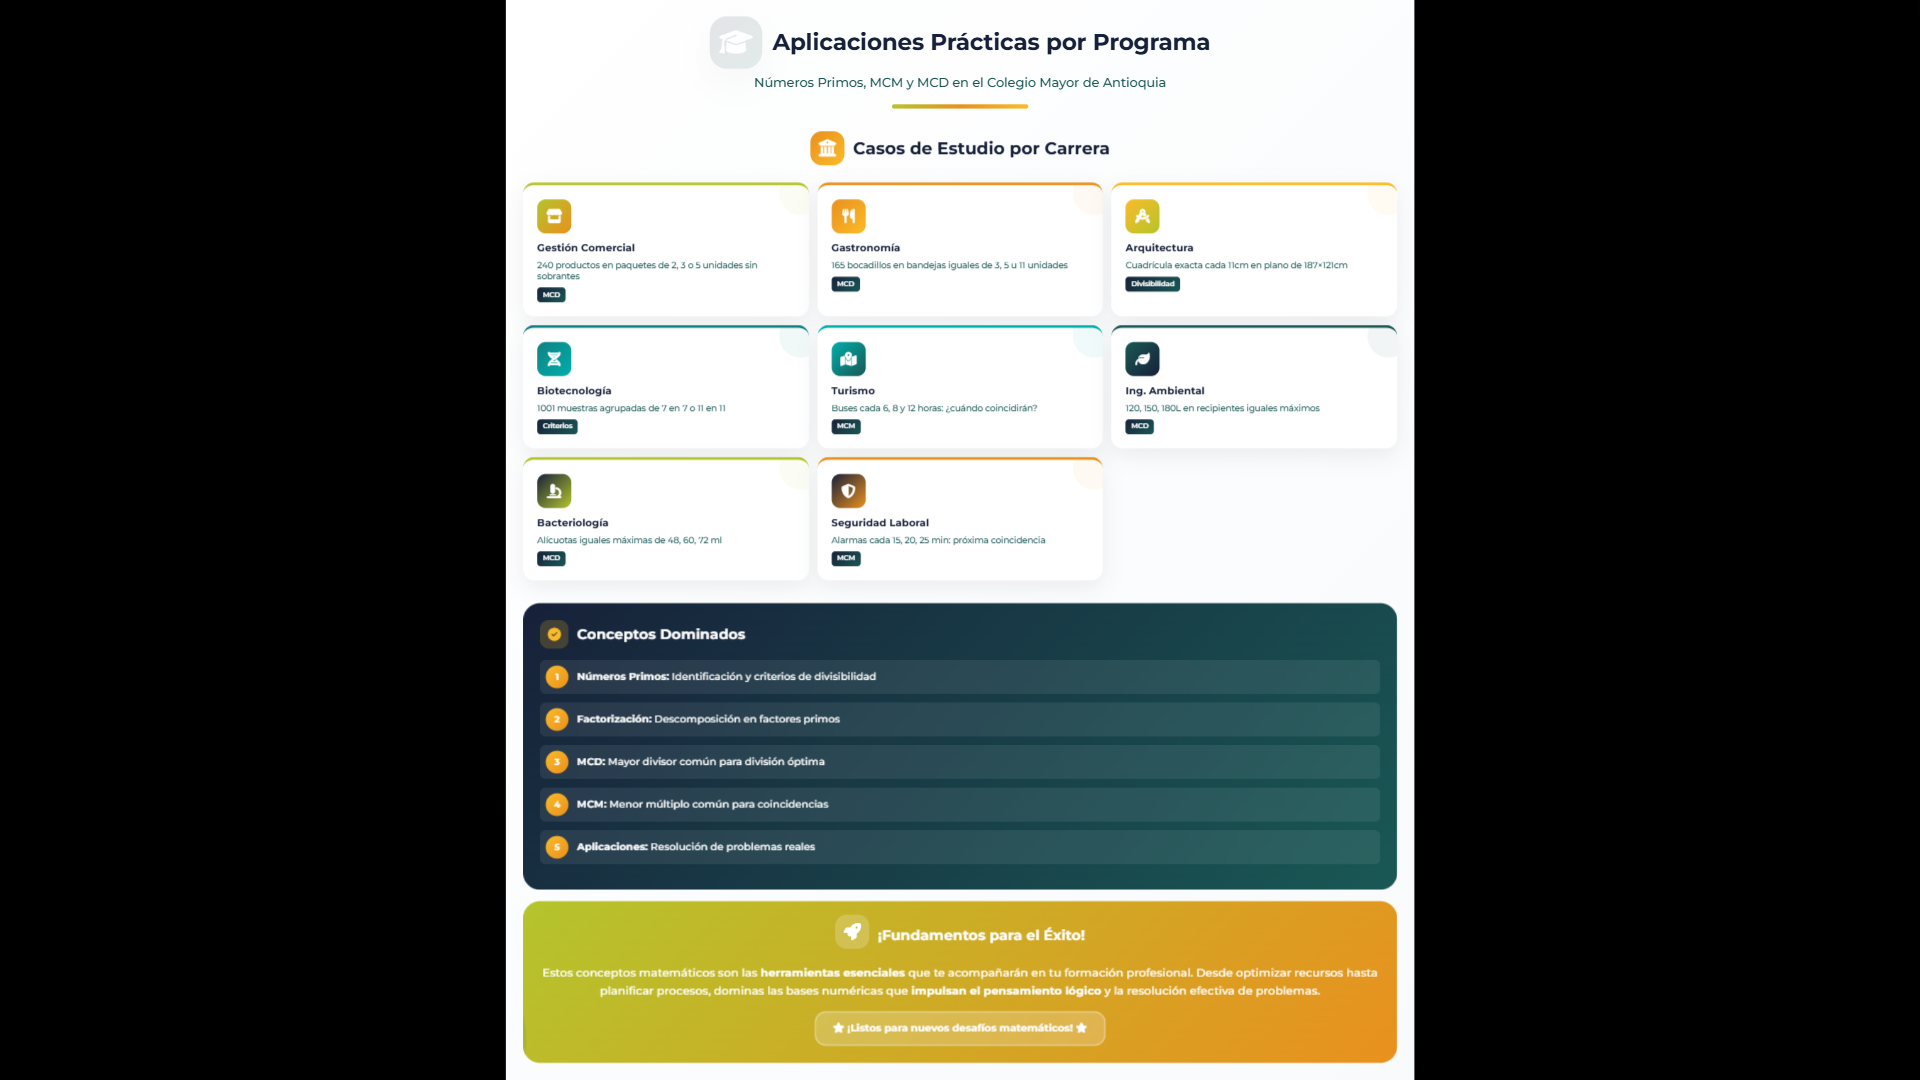 Aplicaciones Prácticas por Programa
Números Primos, MCM y MCD en el Colegio Mayor de Antioquia
Casos de Estudio por Carrera
Gestión Comercial
240 productos en paquetes de 2, 3 o 5 unidades sin
sobrantes
MCD
Gastronomía
165 bocadillos en bandejas iguales de 3, 5 u 11 unidades
MCD
Arquitectura
Cuadrícula exacta cada 11cm en plano de 187×121cm
Divisibilidad
Biotecnología
1001 muestras agrupadas de 7 en 7 o 11 en 11
Criterios
Turismo
Buses cada 6, 8 y 12 horas: ¿cuándo coincidirán?
MCM
Ing. Ambiental
120, 150, 180L en recipientes iguales máximos
MCD
Bacteriología
Alícuotas iguales máximas de 48, 60, 72 ml
MCD
Seguridad Laboral
Alarmas cada 15, 20, 25 min: próxima coincidencia
MCM
Conceptos Dominados
1 Números Primos: Identificación y criterios de divisibilidad
2 Factorización: Descomposición en factores primos
3 MCD: Mayor divisor común para división óptima
4 MCM: Menor múltiplo común para coincidencias
5 Aplicaciones: Resolución de problemas reales
¡Fundamentos para el Éxito!
Estos conceptos matemáticos son las herramientas esenciales que te acompañarán en tu formación profesional. Desde optimizar recursos hasta
planificar procesos, dominas las bases numéricas que impulsan el pensamiento lógico y la resolución efectiva de problemas.
¡Listos para nuevos desafíos matemáticos!